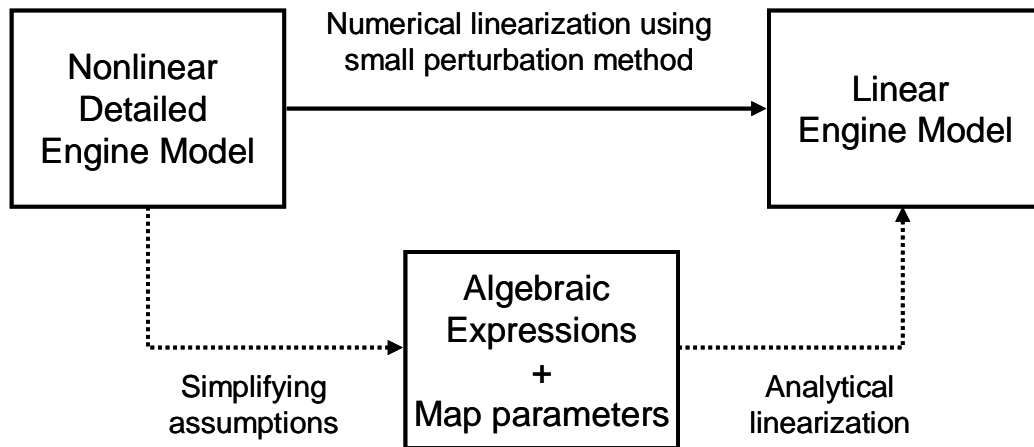 Nonlinear
Detailed
Engine Model
Numerical linearization using
small perturbation method
Linear
Engine Model
Simplifying
assumptions
Algebraic
Expressions
+
Map parameters
Analytical
linearization